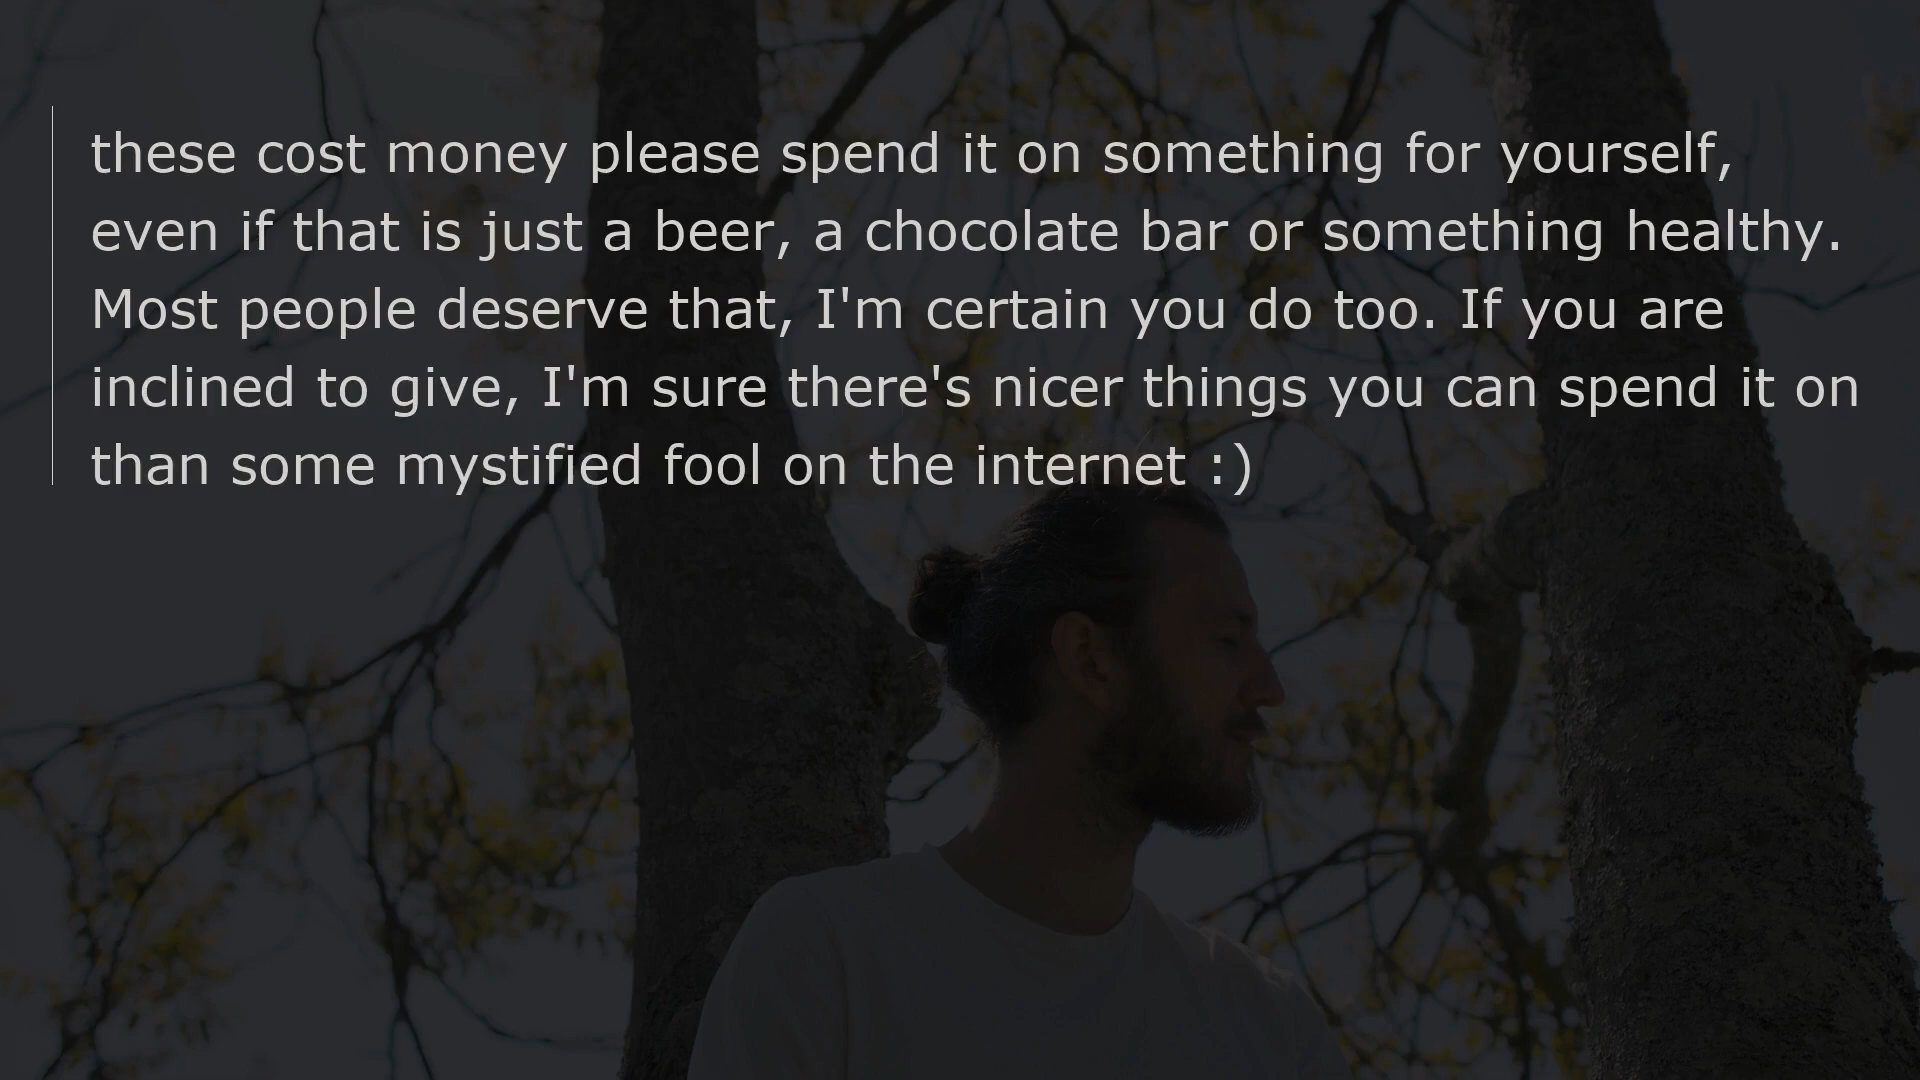 these cost money please spend it on something for yourself,
even if that is just a beer, a chocolate bar or something healthy.
Most people deserve that, I'm certain you do too. If you are
inclined to give, I'm sure there's nicer things you can spend it on
than some mystified fool on the internet :)